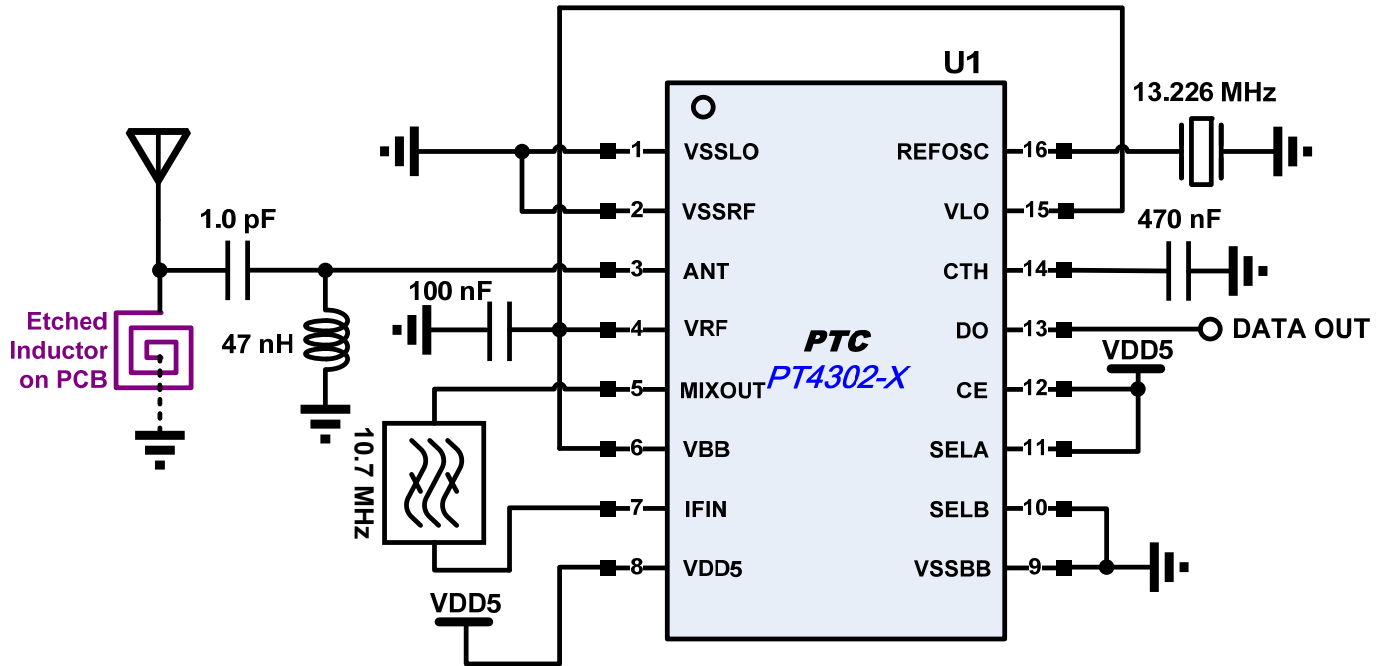 U1
13.226 MHz
1 VSSLO
REFOSC 16
2 VSSRF
VLO 15
1.0 pF
470 nF
3 ANT
CTH 14
100 nF
Etched
Inductor
on PCB
47 nH
4 VRF
DO 13
DATA OUT
PTC
PT4302-X
VDD5
5 MIXOUT
CE 12
10.7 MHz
6 VBB
SELA 11
7 IFIN
SELB 10
8 VDD5
VSSBB 9
VDD5